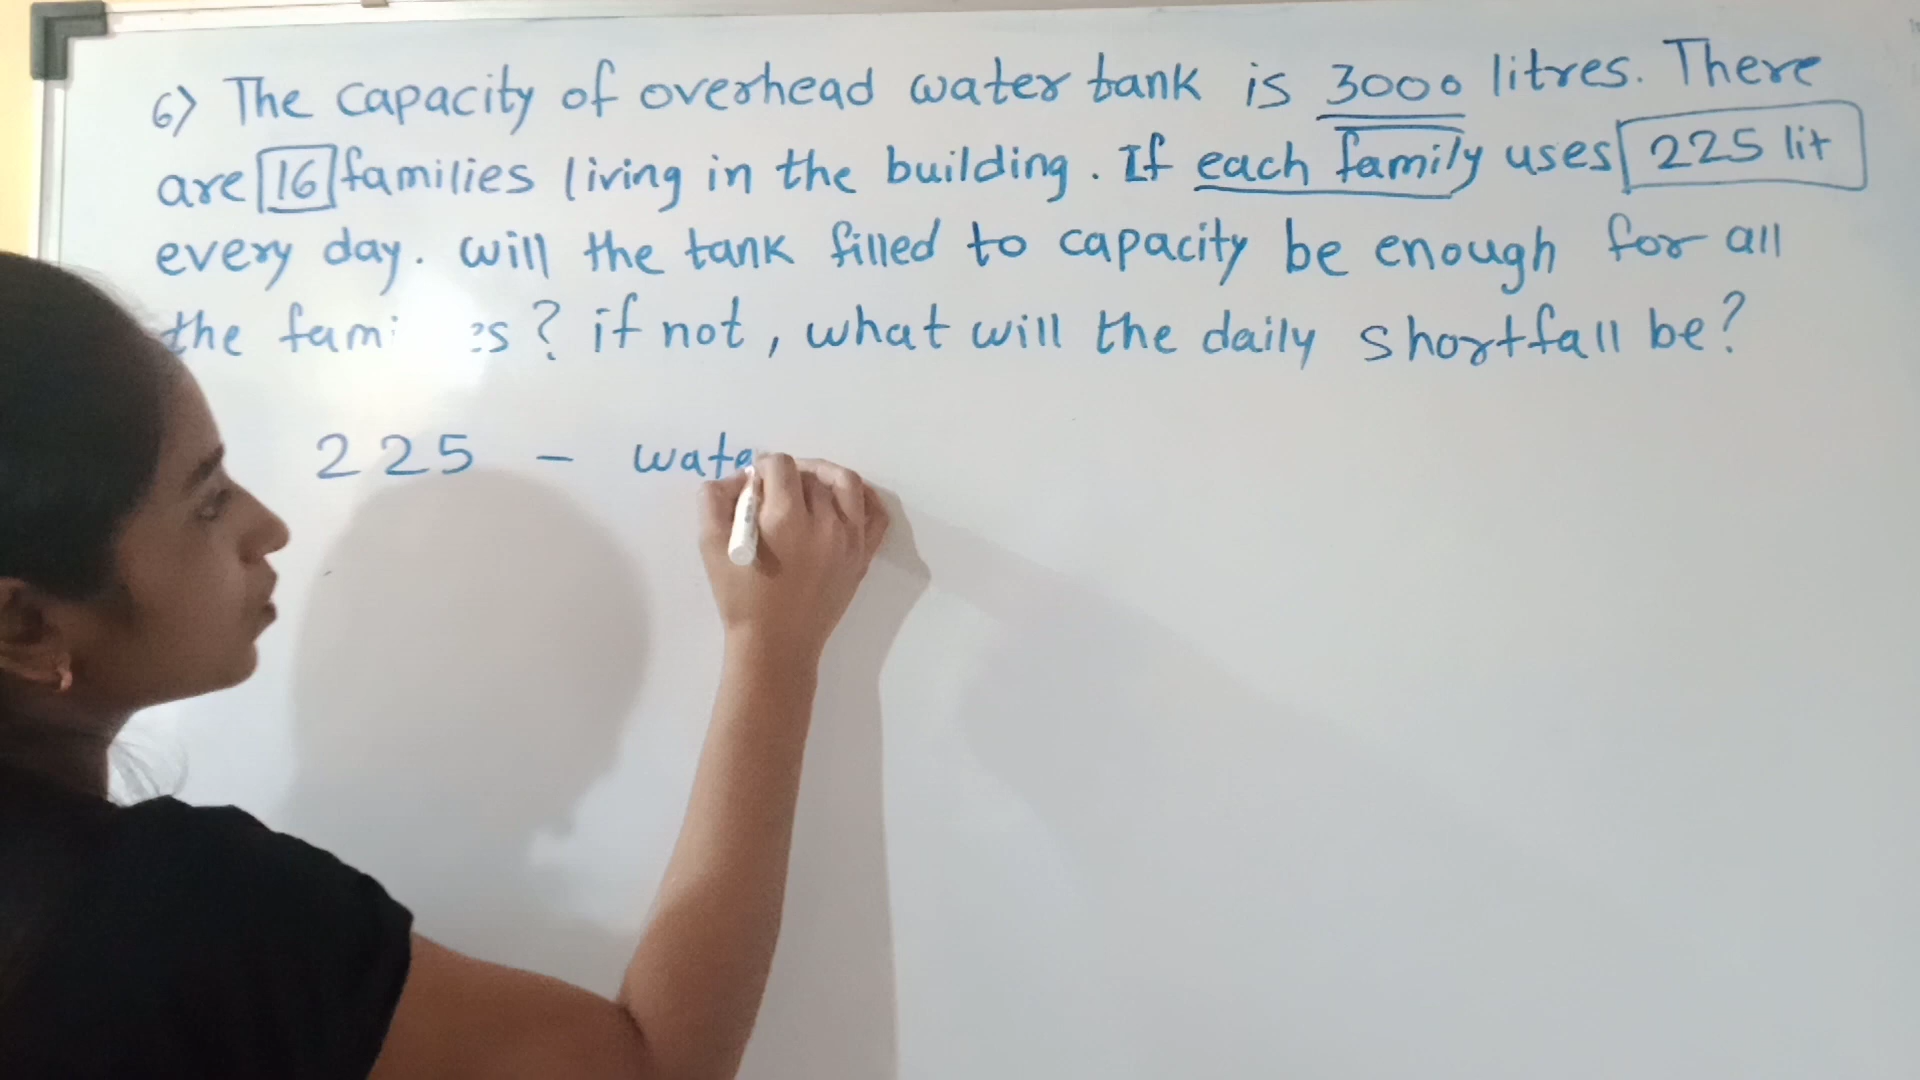 6) The capacity of overhead water tank is 3000 litres. There
are 16 families living in the building. If each family uses 225 lit
every day. will the tank filled to capacity be enough for all
the if not, what will the daily shortfall be?
225 -